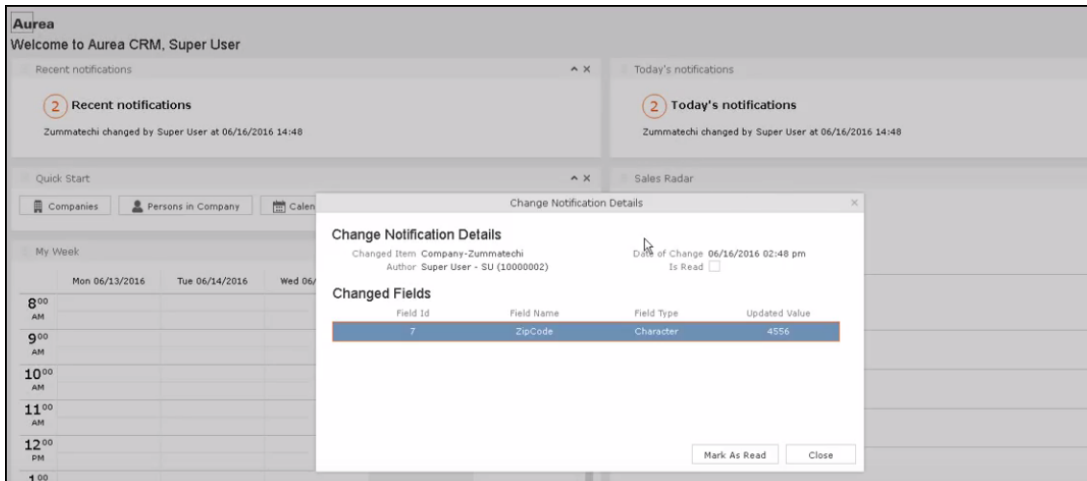 Aurea
Welcome to Aurea CRM, Super User
Recent notifications
2 Recent notifications
Zummatechi changed by Super User at 06/16/2016 14:48
Today's notifications
2 Today's notifications
Zummatechi changed by Super User at 06/16/2016 14:48
Quick Start
Companies Persons in Company Calen
Sales Radar
My Week
Mon 06/13/2016 Tue 06/14/2016 Wed 06/
8 00
AM
9 00
AM
10 00
AM
11 00
AM
12 00
PM
1 00
Change Notification Details
Change Notification Details
Changed Item Company-Zummatechi Date of Change 06/16/2016 02:48 pm
Author Super User - SU (10000002) Is Read
Changed Fields
Field Id Field Name Field Type Updated Value
7 ZipCode Character 4556
Mark As Read Close